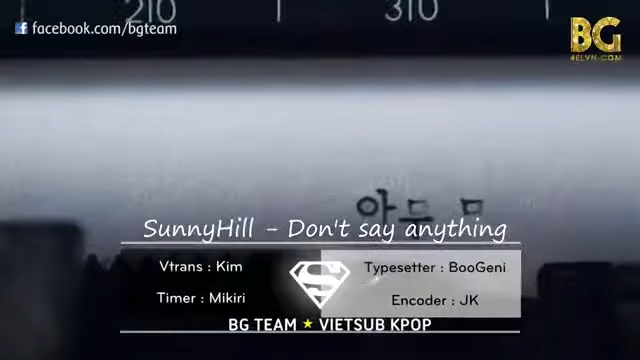 210
310
facebook.com/bgteam
BG
4ELVN.COM
아무
SunnyHill - Don't say anything
Vtrans : Kim
Typesetter : BooGeni
Timer : Mikiri
Encoder : JK
BG TEAM ★ VIETSUB KPOP